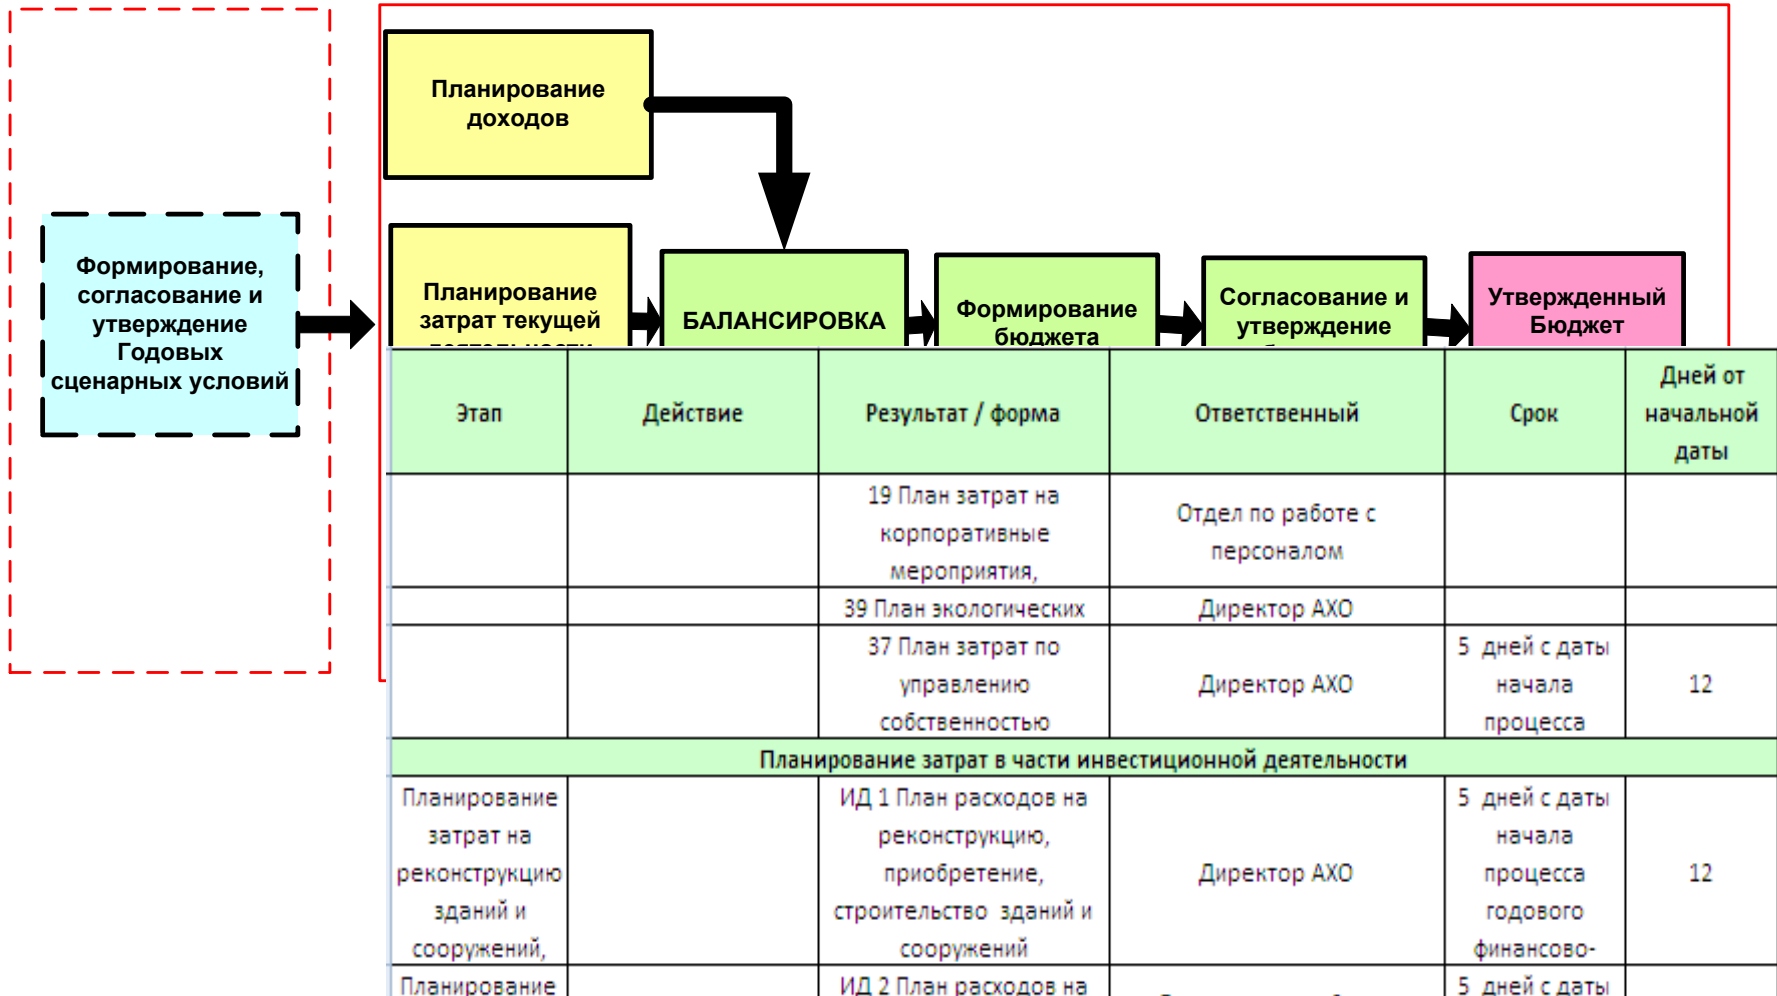 Планирование
доходов
Формирование,
согласование и
утверждение
Годовых
сценарных условий
Планирование
затрат текущей
деятельности
БАЛАНСИРОВКА
Формирование
бюджета
Согласование и
утверждение
Утвержденный
Бюджет
Этап
Действие
Результат / форма
Ответственный
Срок
Дней от
начальной
даты
19 План затрат на
корпоративные
мероприятия,
Отдел по работе с
персоналом
39 План экологических
Директор АХО
37 План затрат по
управлению
собственностью
Директор АХО
5 дней с даты
начала
процесса
12
Планирование затрат в части инвестиционной деятельности
Планирование
затрат на
реконструкцию
зданий и
сооружений,
ИД 1 План расходов на
реконструкцию,
приобретение,
строительство зданий и
сооружений
Директор АХО
5 дней с даты
начала
процесса
годового
финансово-
12
Планирование
ИД 2 План расходов на
5 дней с даты